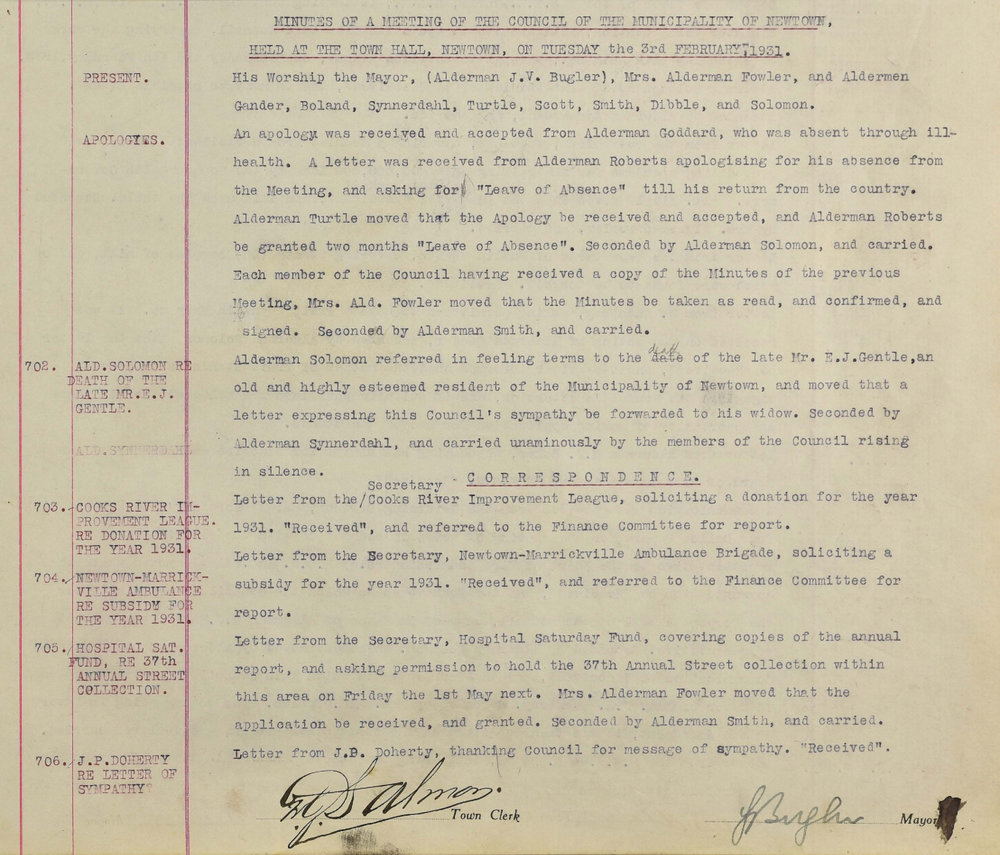 MINUTES OF A MEETING OF THE COUNCIL OF THE MUNICIPALITY OF NEWTOWN,
HELD AT THE TOWN HALL, NEWTOWN, ON TUESDAY the 3rd FEBRUARY, 1931.
PRESENT.
His Worship the Mayor, (Alderman J.V. Bugler), Mrs. Alderman Fowler, and Aldermen
Gander, Boland, Synnerdahl, Turtle, Scott, Smith, Dibble, and Solomon.
APOLOGIES.
An apology was received and accepted from Alderman Goddard, who was absent through ill-
health. A letter was received from Alderman Roberts apologising for his absence from
the Meeting, and asking for "Leave of Absence" till his return from the country.
Alderman Turtle moved that the Apology be received and accepted, and Alderman Roberts
be granted two months "Leave of Absence". Seconded by Alderman Solomon, and carried.
Each member of the Council having received a copy of the Minutes of the previous
Meeting, Mrs. Ald. Fowler moved that the Minutes be taken as read, and confirmed, and
signed. Seconded by Alderman Smith, and carried.
702. ALD.SOLOMON RE
DEATH OF THE
LATE MR.E.J.
GENTLE.
ALD.SYNNERDAHL
death
Alderman Solomon referred in feeling terms to the date of the late Mr. E.J.Gentle,an
old and highly esteemed resident of the Municipality of Newtown, and moved that a
letter expressing this Council's sympathy be forwarded to his widow. Seconded by
Alderman Synnerdahl, and carried unaminously by the members of the Council rising
in silence.
CORRESPONDENCE.
703. COOKS RIVER IM-
PROVEMENT LEAGUE.
RE DONATION FOR
THE YEAR 1931.
Secretary
Letter from the/Cooks River Improvement League, soliciting a donation for the year
1931. "Received", and referred to the Finance Committee for report.
704. NEWTOWN-MARRICK-
VILLE AMBULANCE
RE SUBSIDY FOR
THE YEAR 1931.
Letter from the Secretary, Newtown-Marrickville Ambulance Brigade, soliciting a
subsidy for the year 1931. "Received", and referred to the Finance Committee for
report.
705. HOSPITAL SAT.
FUND, RE 37th
ANNUAL STREET
COLLECTION.
Letter from the Secretary, Hospital Saturday Fund, covering copies of the annual
report, and asking permission to hold the 37th Annual Street collection within
this area on Friday the 1st May next. Mrs. Alderman Fowler moved that the
application be received, and granted. Seconded by Alderman Smith, and carried.
706. J.P.DOHERTY
RE LETTER OF
SYMPATHY
Letter from J.P. Doherty, thanking Council for message of sympathy. "Received".
Salmon.
Town Clerk
JBugler
Mayor